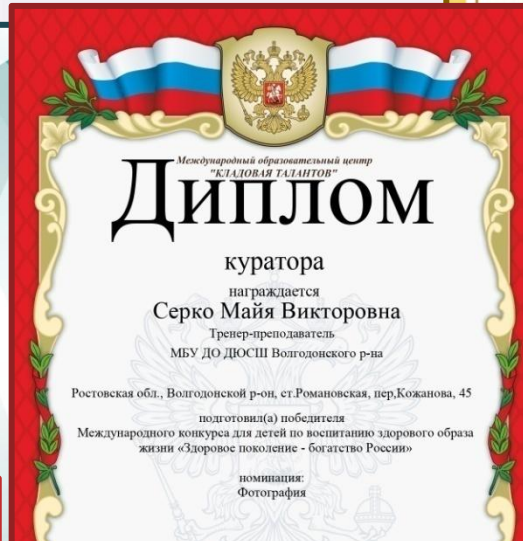 Международный образовательный центр
"КЛАДОВАЯ ТАЛАНТОВ"
Диплом
куратора
награждается
Серко Майя Викторовна
Тренер-преподаватель
МБУ ДО ДЮСШ Волгодонского р-на
Ростовская обл., Волгодонской р-он, ст.Романовская, пер,Кожанова, 45
подготовил(а) победителя
Международного конкурса для детей по воспитанию здорового образа
жизни «Здоровое поколение - богатство России»
номинация:
Фотография